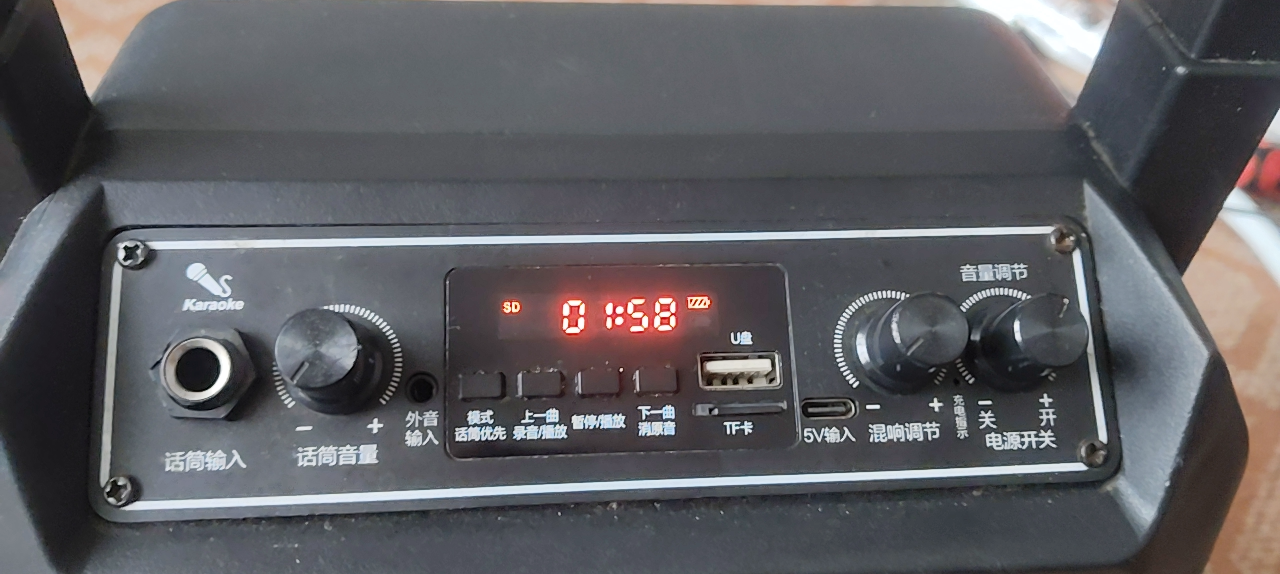 Karaoke
话筒输入
− +
话筒音量
外音
输入
SD 01:58
模式
话筒优先
上一曲
录音/播放
暂停/播放
下一曲
消原音
U盘
TF卡
5V输入
− +
混响调节
充电指示
音量调节
− +
关 开
电源开关